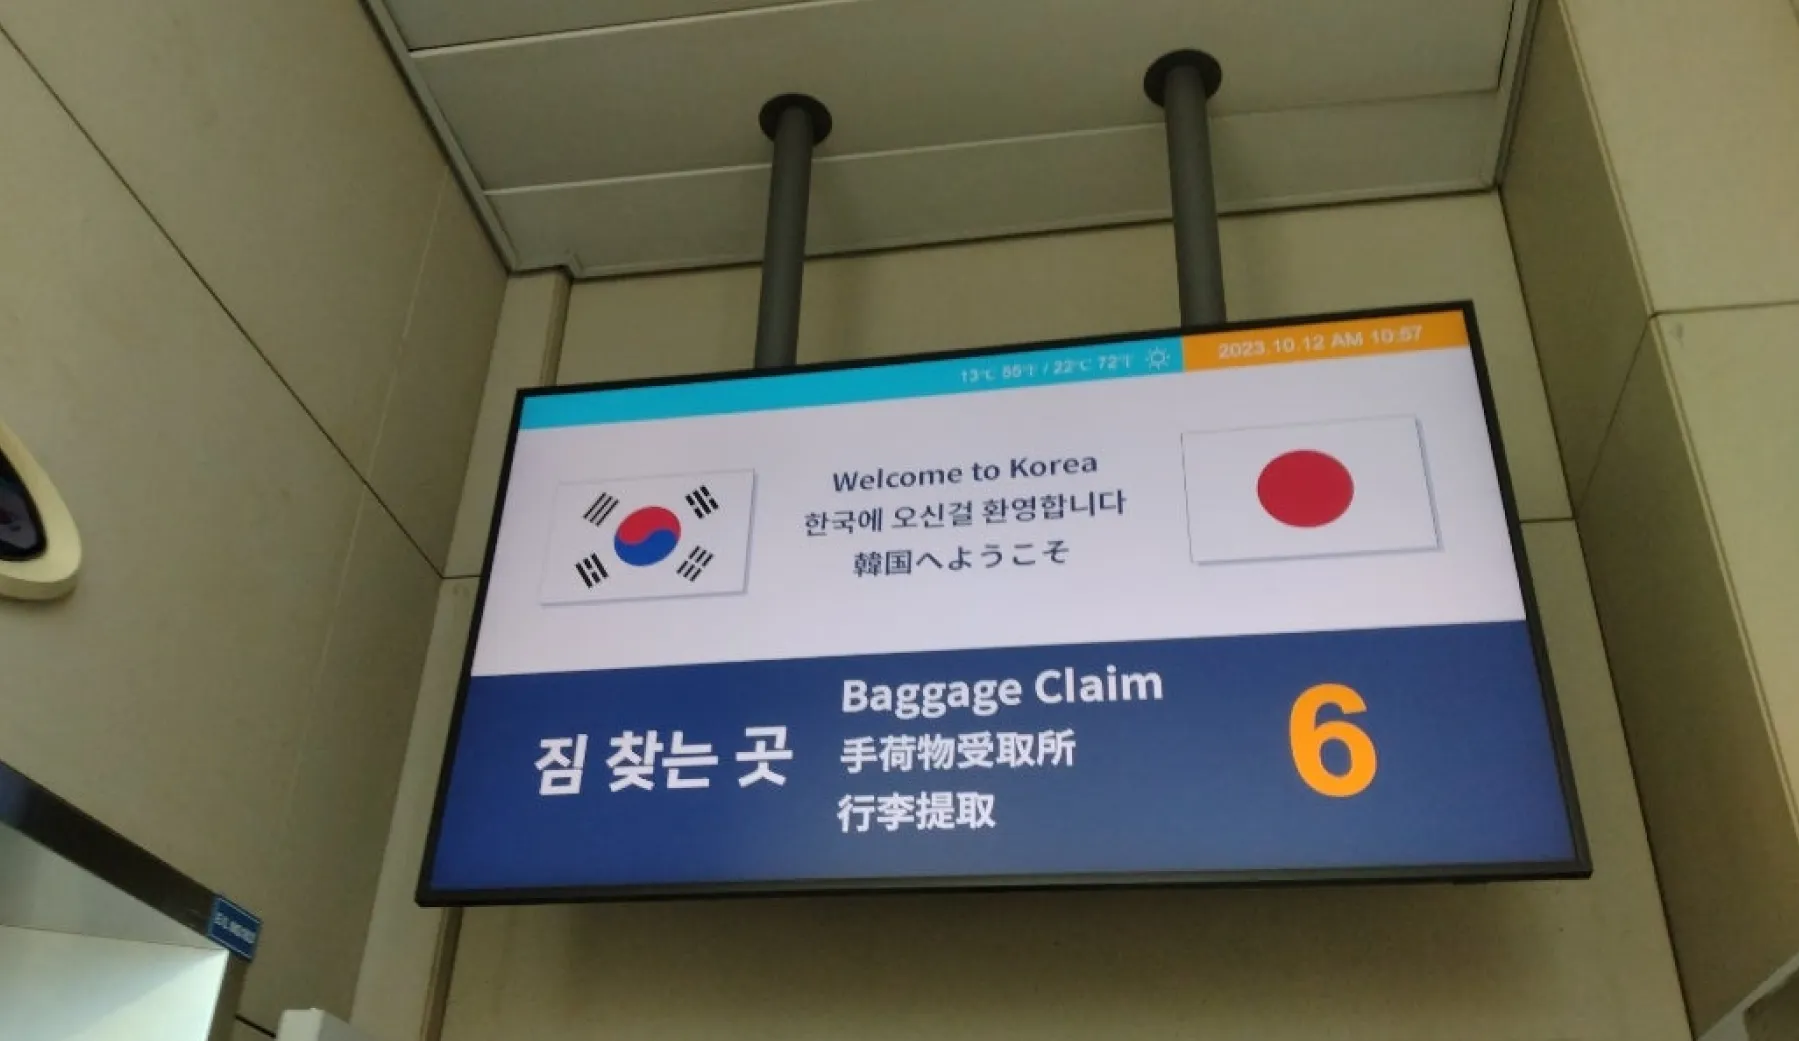 13℃ 55℉ / 22℃ 72℉
2023.10.12 AM 10:57
Welcome to Korea
한국에 오신걸 환영합니다
韓国へようこそ
짐 찾는 곳
Baggage Claim
手荷物受取所
行李提取
6